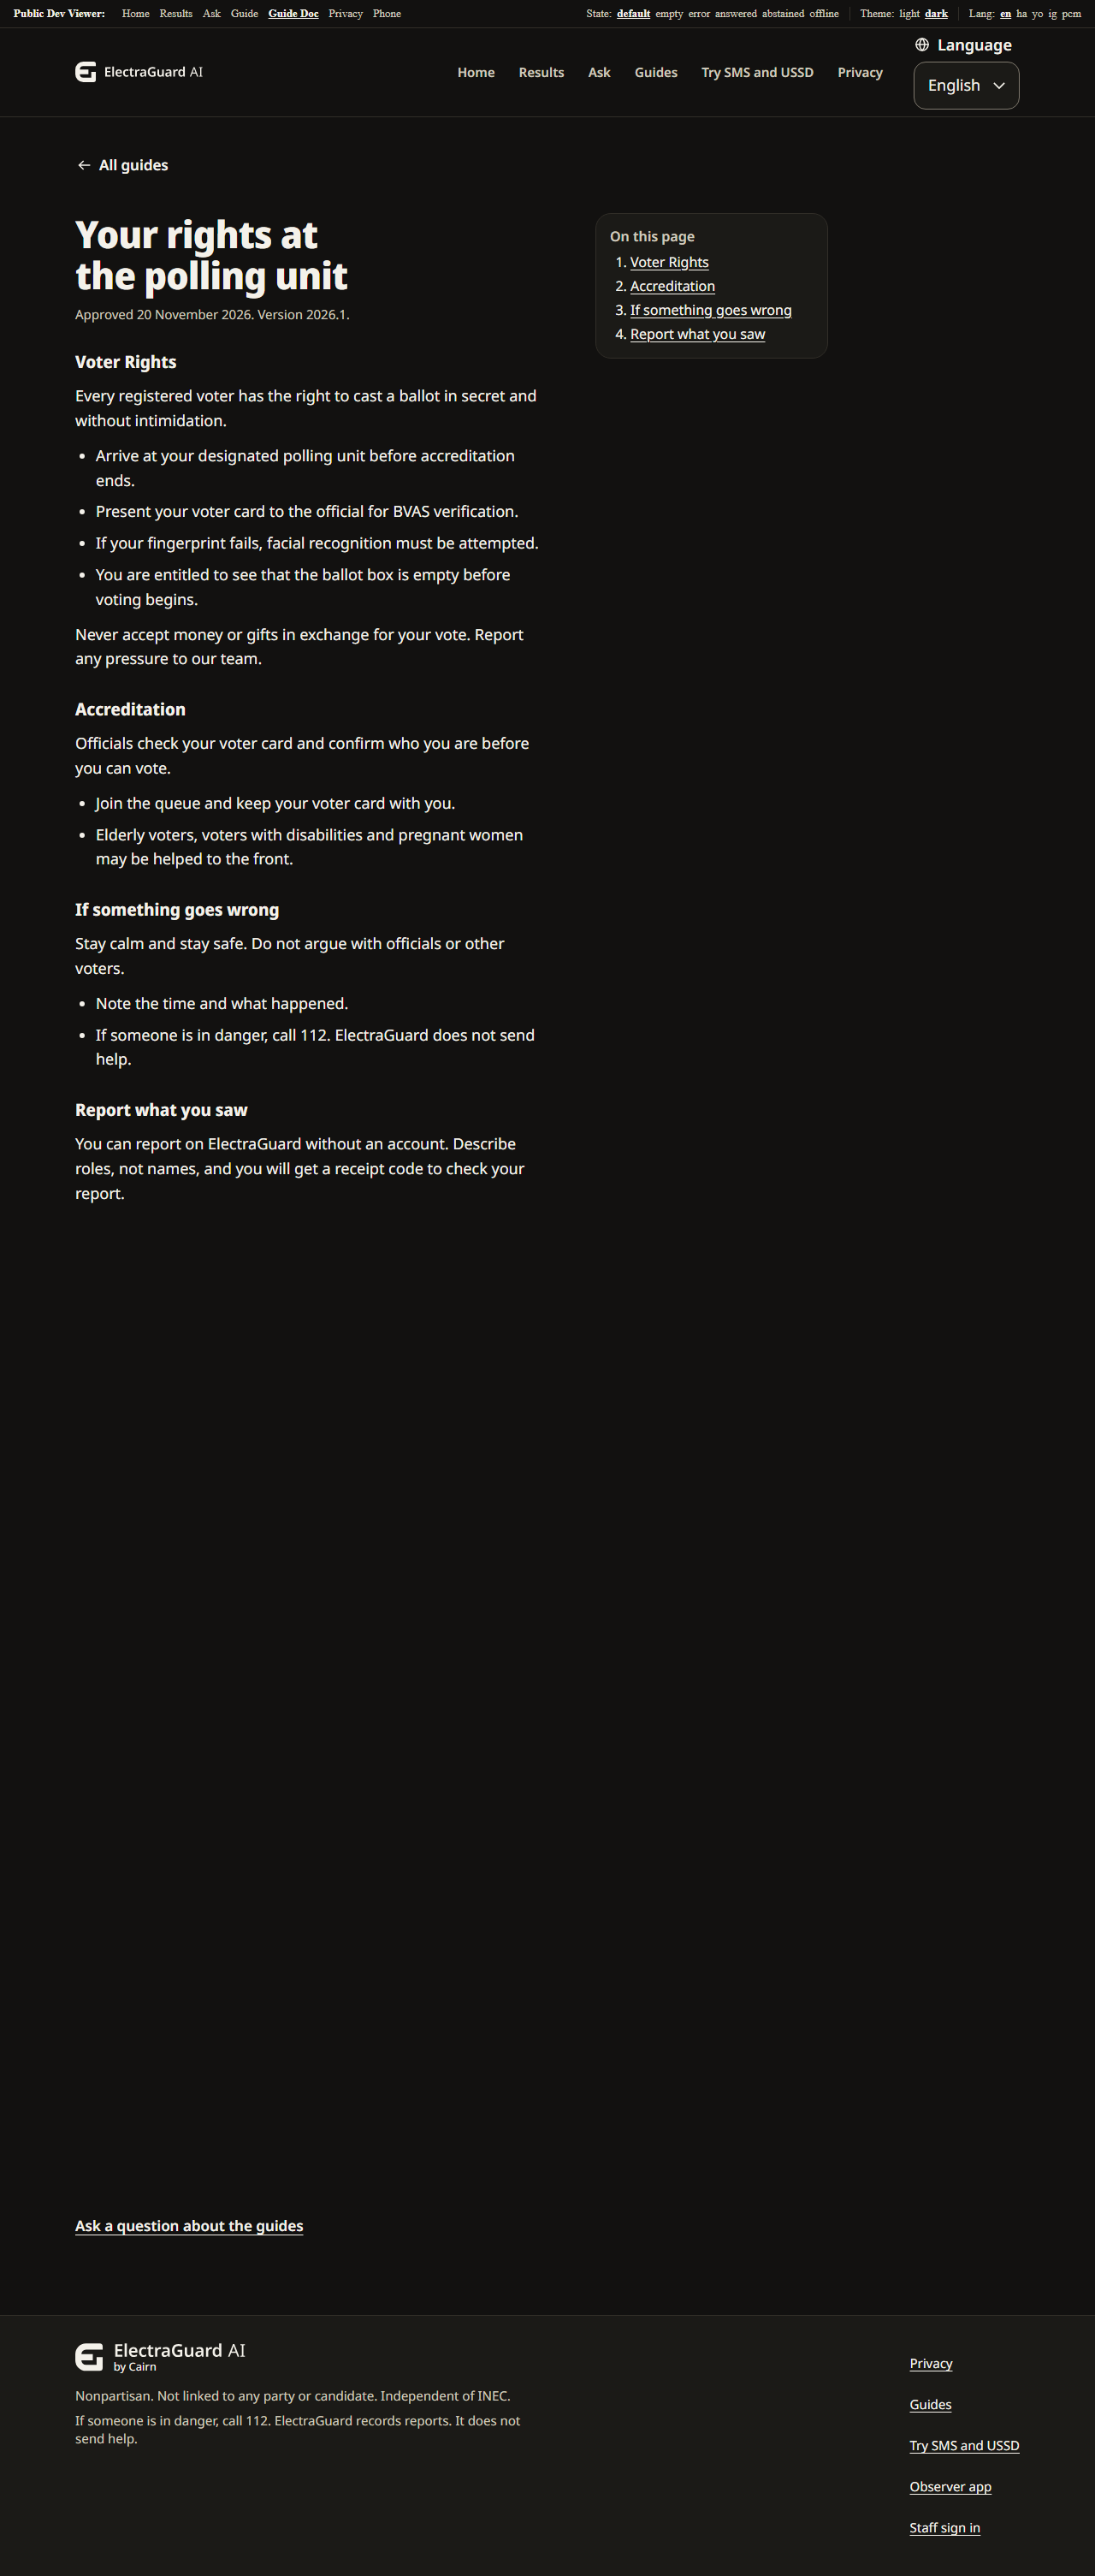 Public Dev Viewer: Home Results Ask Guide Guide Doc Privacy Phone State: default empty error answered abstained offline Theme: light dark Lang: en ha yo ig pcm
ElectraGuard AI
Home Results Ask Guides Try SMS and USSD Privacy
Language
English
All guides
Your rights at
the polling unit
Approved 20 November 2026. Version 2026.1.
Voter Rights
Every registered voter has the right to cast a ballot in secret and
without intimidation.
• Arrive at your designated polling unit before accreditation
ends.
• Present your voter card to the official for BVAS verification.
• If your fingerprint fails, facial recognition must be attempted.
• You are entitled to see that the ballot box is empty before
voting begins.
Never accept money or gifts in exchange for your vote. Report
any pressure to our team.
Accreditation
Officials check your voter card and confirm who you are before
you can vote.
• Join the queue and keep your voter card with you.
• Elderly voters, voters with disabilities and pregnant women
may be helped to the front.
If something goes wrong
Stay calm and stay safe. Do not argue with officials or other
voters.
• Note the time and what happened.
• If someone is in danger, call 112. ElectraGuard does not send
help.
Report what you saw
You can report on ElectraGuard without an account. Describe
roles, not names, and you will get a receipt code to check your
report.
On this page
1. Voter Rights
2. Accreditation
3. If something goes wrong
4. Report what you saw
Ask a question about the guides
ElectraGuard AI
by Cairn
Nonpartisan. Not linked to any party or candidate. Independent of INEC.
If someone is in danger, call 112. ElectraGuard records reports. It does not
send help.
Privacy
Guides
Try SMS and USSD
Observer app
Staff sign in